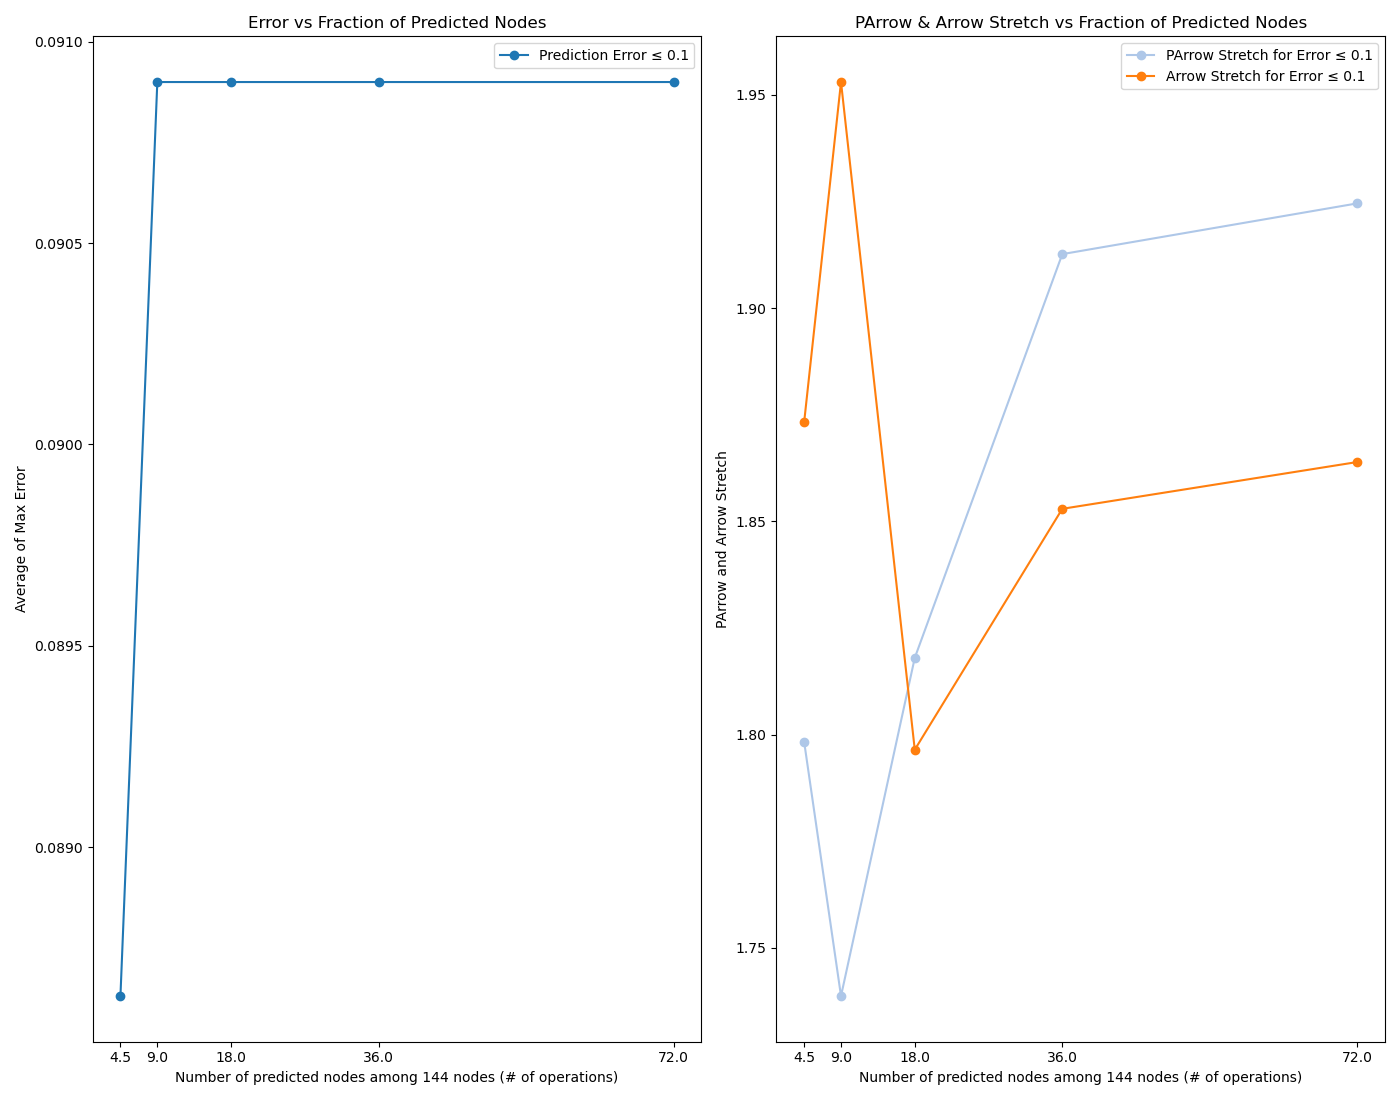 Error vs Fraction of Predicted Nodes
Prediction Error ≤ 0.1
0.0910
0.0905
0.0900
0.0895
0.0890
Average of Max Error
4.5 9.0 18.0 36.0 72.0
Number of predicted nodes among 144 nodes (# of operations)
PArrow & Arrow Stretch vs Fraction of Predicted Nodes
PArrow Stretch for Error ≤ 0.1
Arrow Stretch for Error ≤ 0.1
1.95
1.90
1.85
1.80
1.75
PArrow and Arrow Stretch
4.5 9.0 18.0 36.0 72.0
Number of predicted nodes among 144 nodes (# of operations)